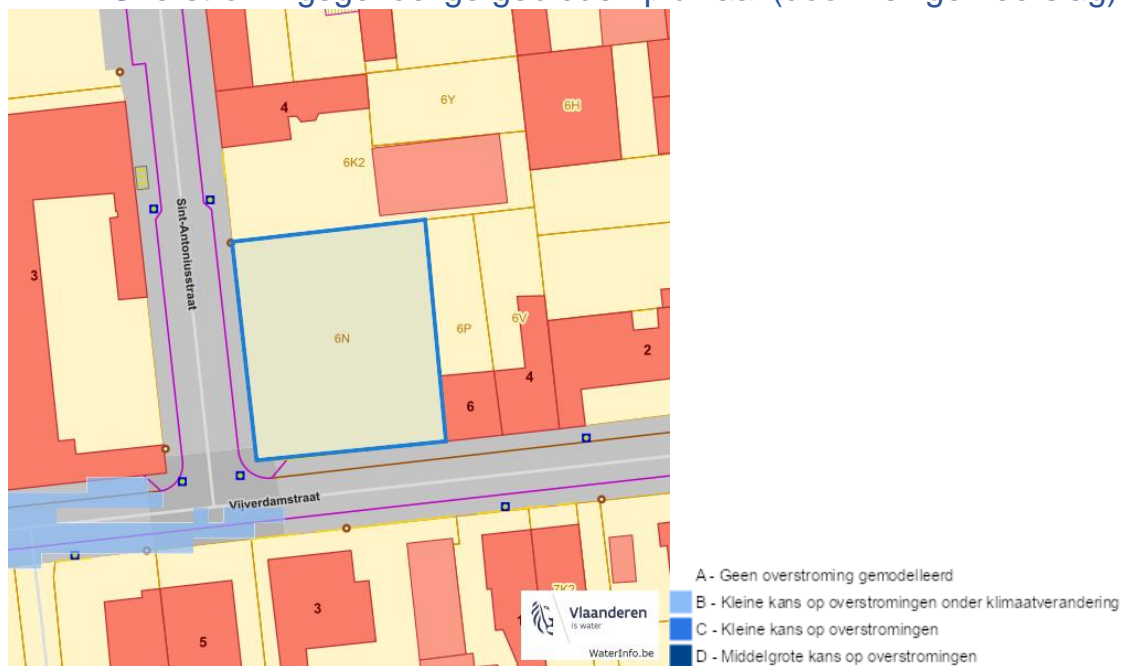 4
6Y
6H
6K2
Sint-Antoniusstraat
3
6N
6P
6V
2
4
6
Vijverdamstraat
3
5
7K2
1
Vlaanderen
is water
WaterInfo.be
A - Geen overstroming gemodelleerd
B - Kleine kans op overstromingen onder klimaatverandering
C - Kleine kans op overstromingen
D - Middelgrote kans op overstromingen